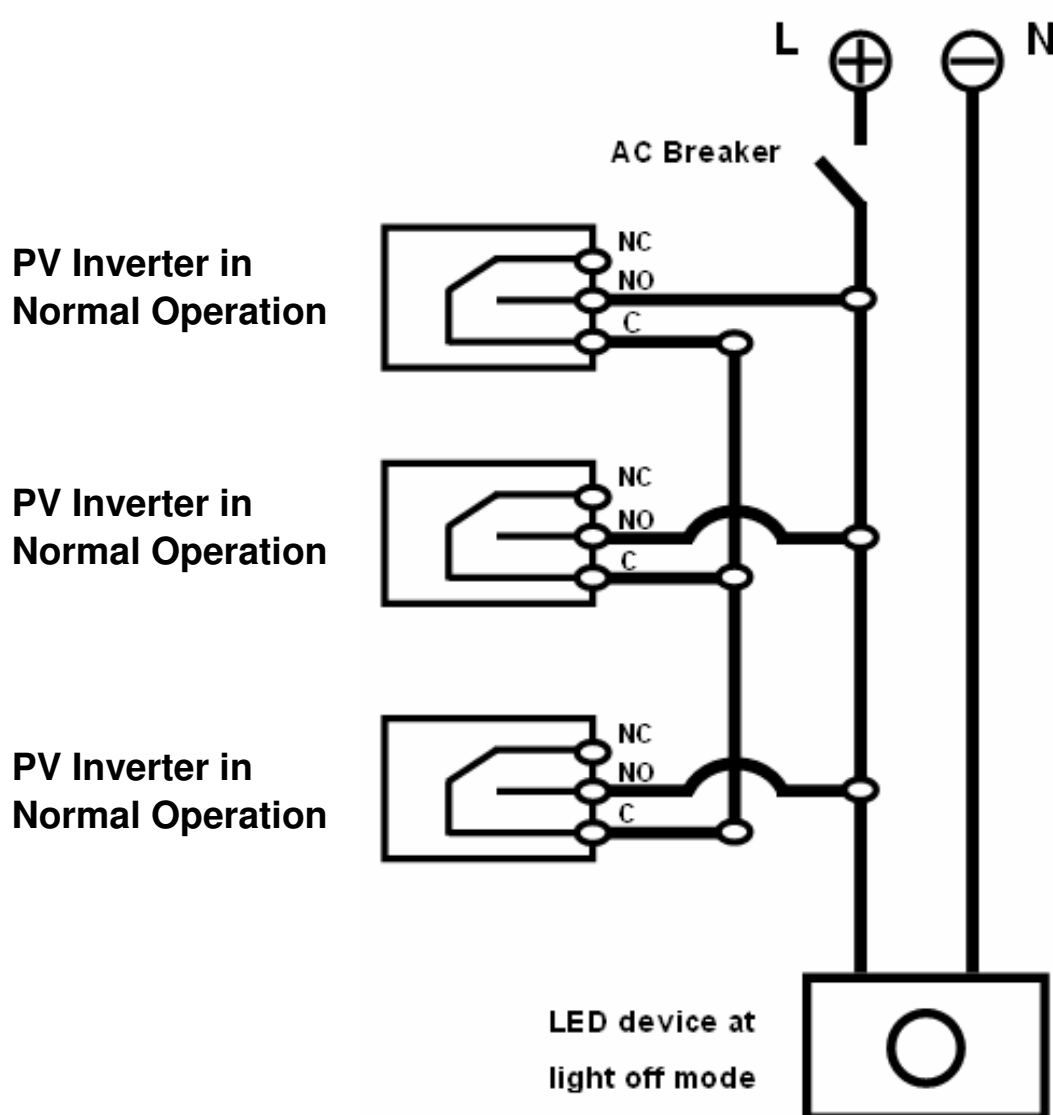 L
N
AC Breaker
PV Inverter in
Normal Operation
NC
NO
C
PV Inverter in
Normal Operation
NC
NO
C
PV Inverter in
Normal Operation
NC
NO
C
LED device at
light off mode